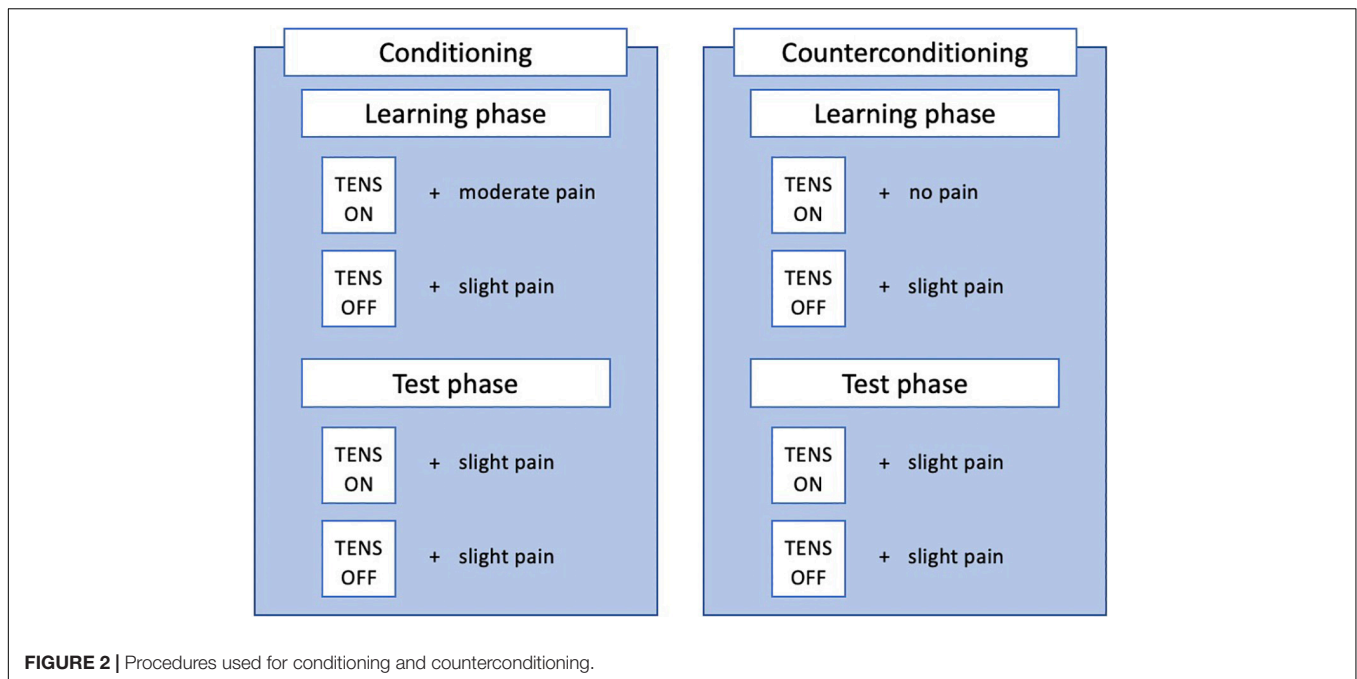 Conditioning
Learning phase
TENS
ON
+ moderate pain
TENS
OFF
+ slight pain
Test phase
TENS
ON
+ slight pain
TENS
OFF
+ slight pain
Counterconditioning
Learning phase
TENS
ON
+ no pain
TENS
OFF
+ slight pain
Test phase
TENS
ON
+ slight pain
TENS
OFF
+ slight pain
FIGURE 2 | Procedures used for conditioning and counterconditioning.